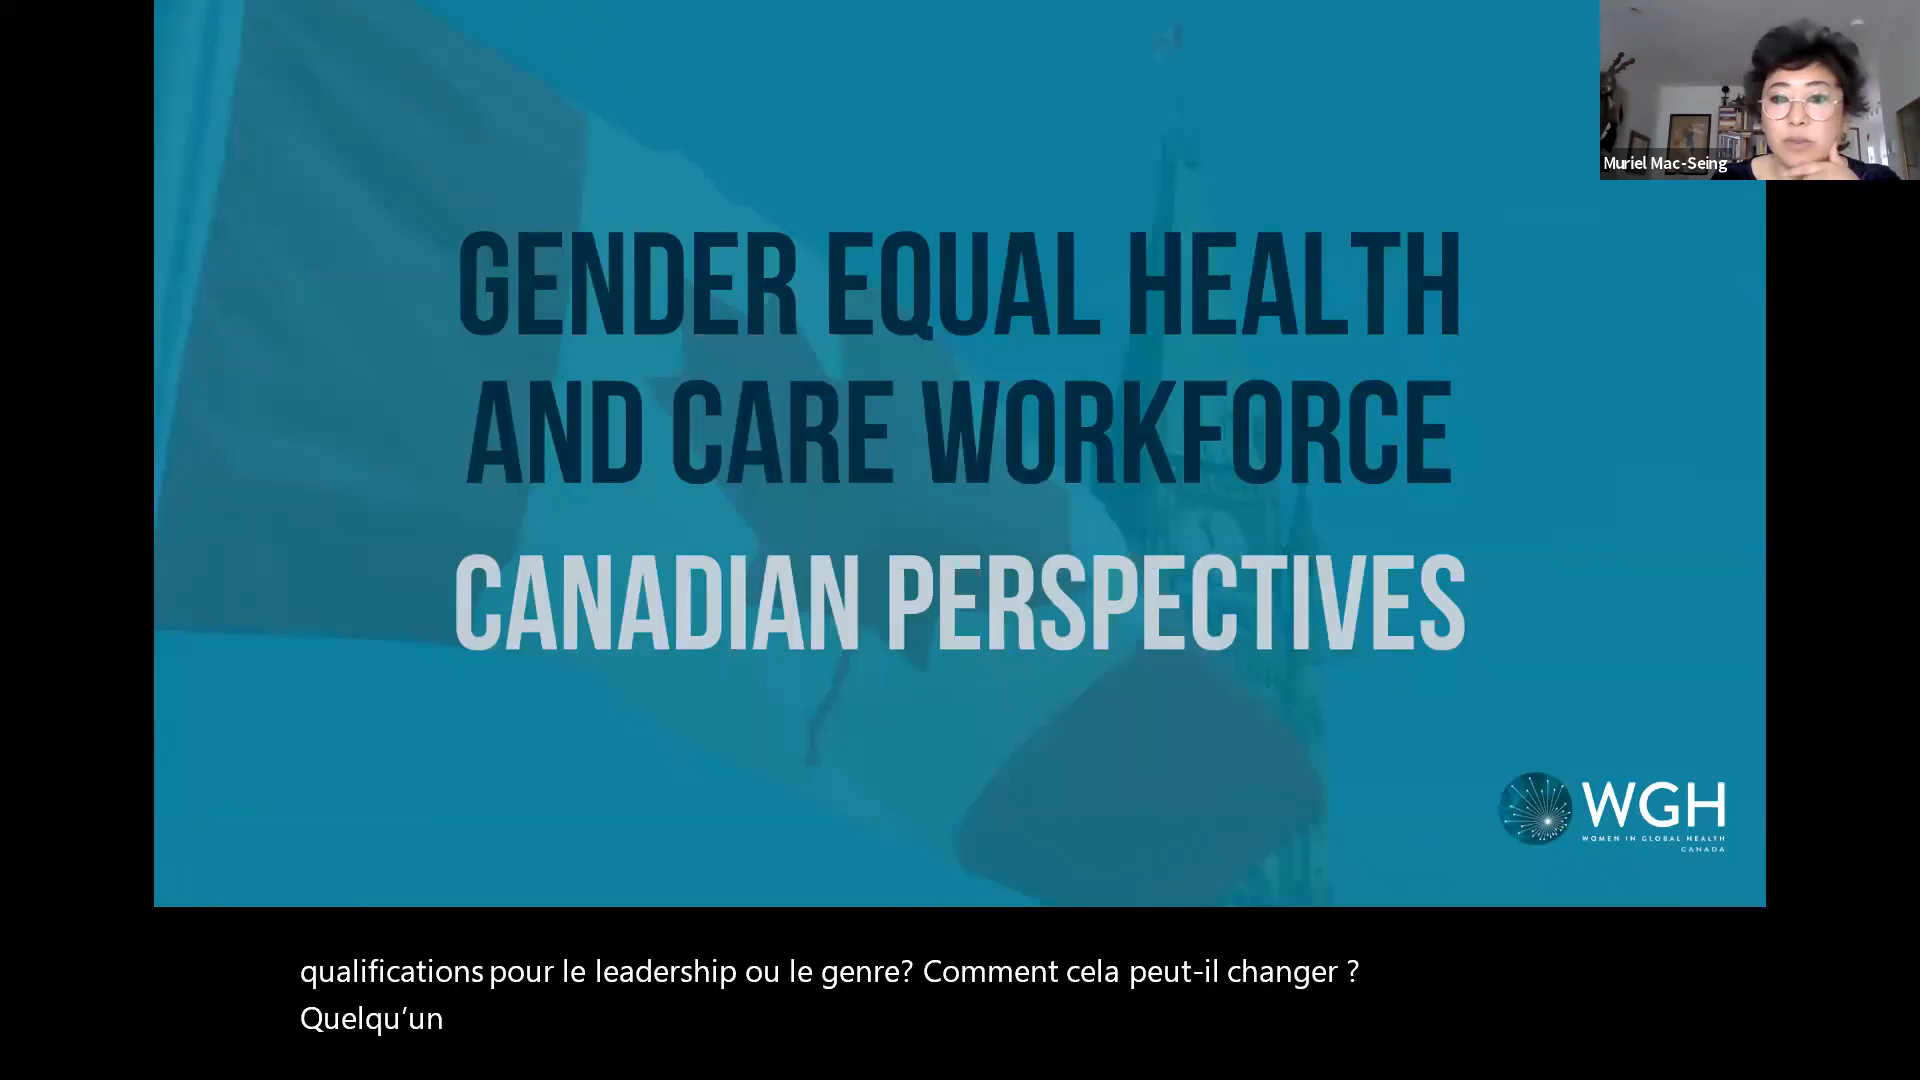 Muriel Mac-Seing
GENDER EQUAL HEALTH
AND CARE WORKFORCE
CANADIAN PERSPECTIVES
WGH
WOMEN IN GLOBAL HEALTH
CANADA
qualifications pour le leadership ou le genre? Comment cela peut-il changer ?
Quelqu’un